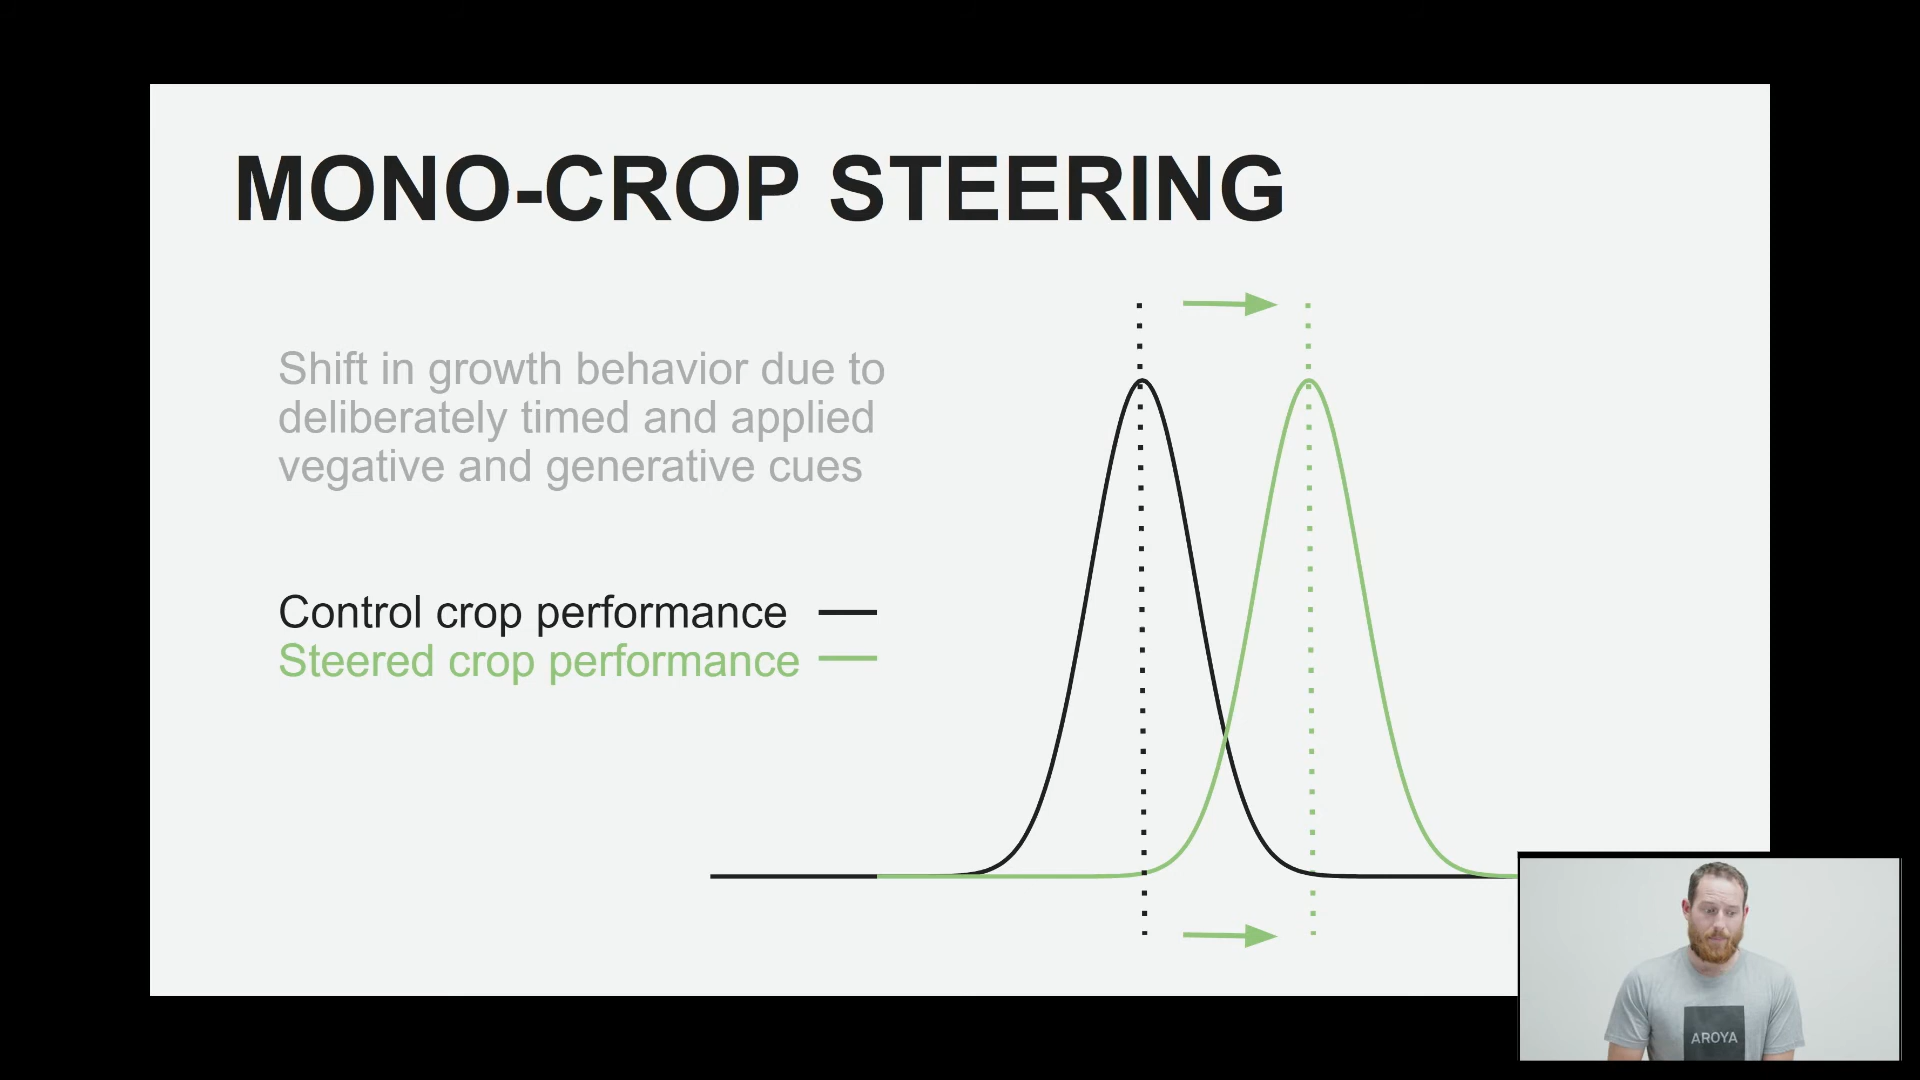 MONO-CROP STEERING
Shift in growth behavior due to
deliberately timed and applied
vegative and generative cues
Control crop performance
Steered crop performance
AROYA